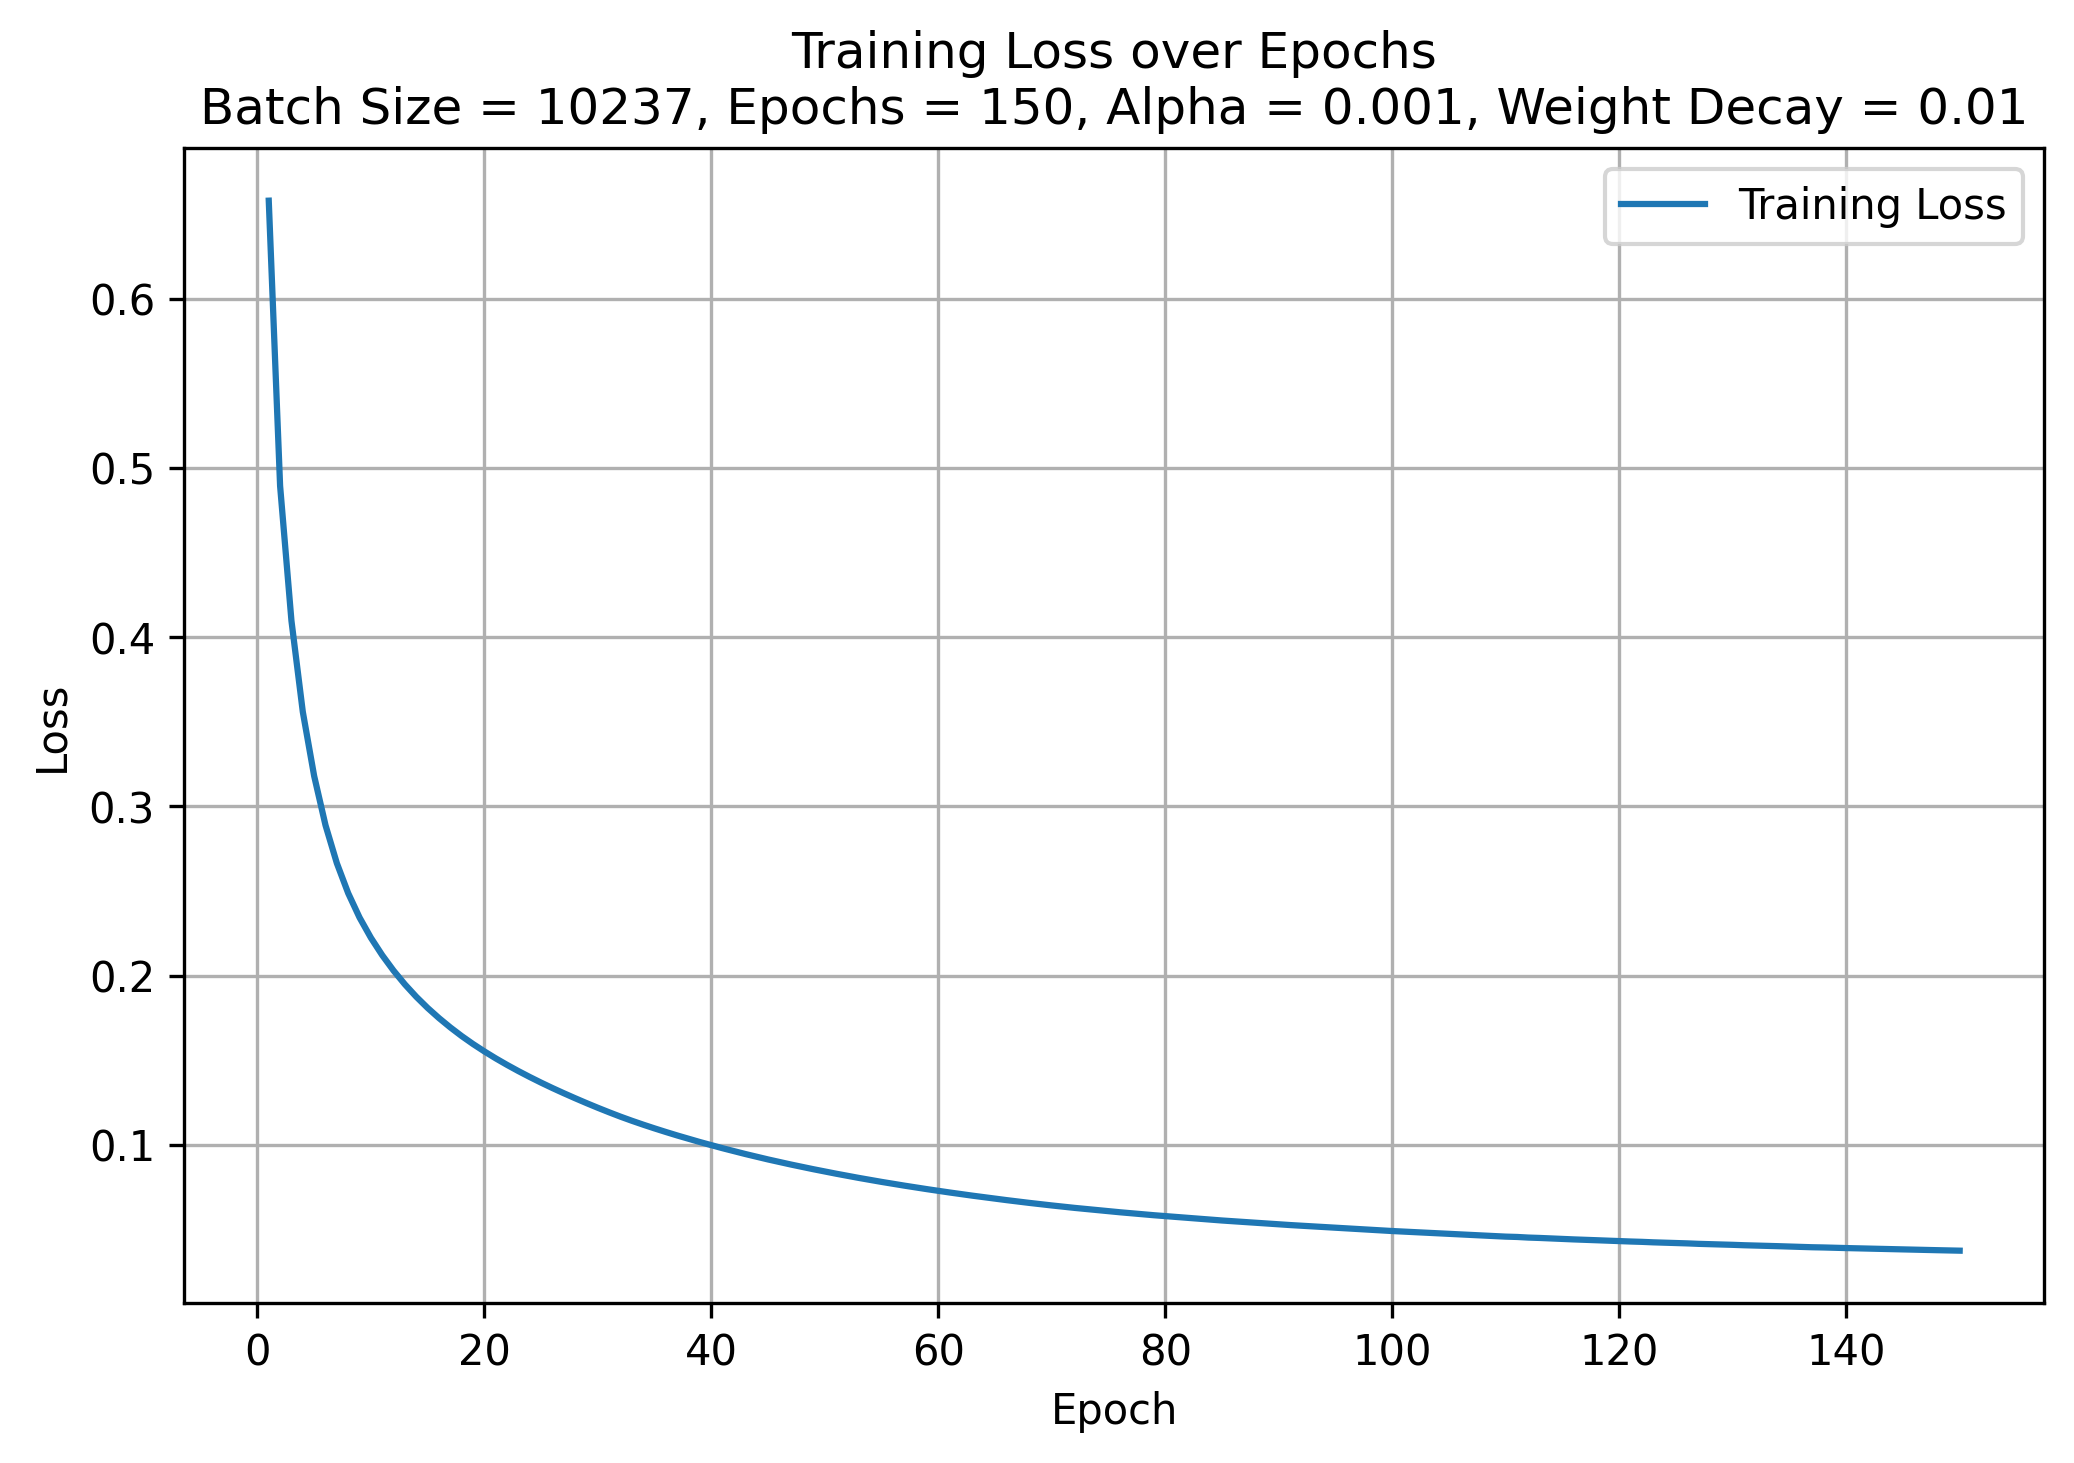 Training Loss over Epochs
Batch Size = 10237, Epochs = 150, Alpha = 0.001, Weight Decay = 0.01
Training Loss
0.6
0.5
0.4
0.3
0.2
0.1
Loss
0 20 40 60 80 100 120 140
Epoch